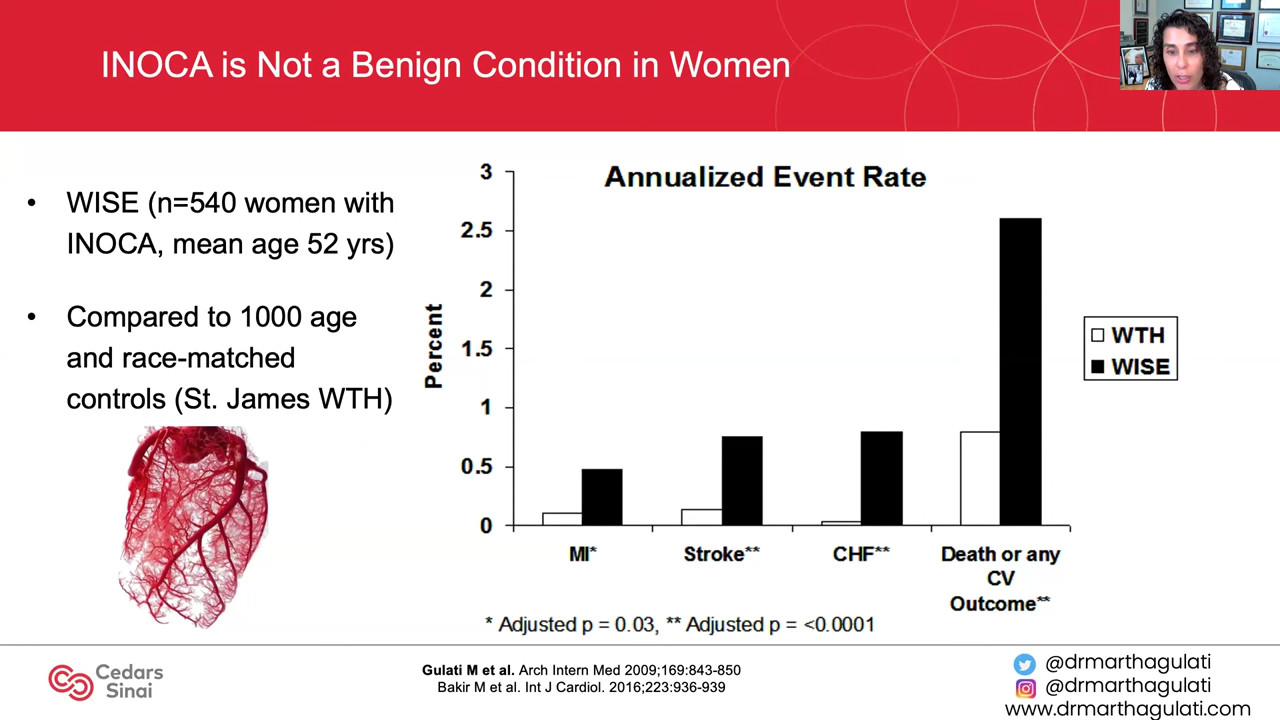 INOCA is Not a Benign Condition in Women
• WISE (n=540 women with
INOCA, mean age 52 yrs)
• Compared to 1000 age
and race-matched
controls (St. James WTH)
Annualized Event Rate
3
2.5
2
1.5
1
0.5
0
Percent
MI*
Stroke**
CHF**
Death or any
CV
Outcome**
WTH
WISE
* Adjusted p = 0.03, ** Adjusted p = <0.0001
Cedars
Sinai
Gulati M et al. Arch Intern Med 2009;169:843-850
Bakir M et al. Int J Cardiol. 2016;223:936-939
@drmarthagulati
@drmarthagulati
www.drmarthagulati.com